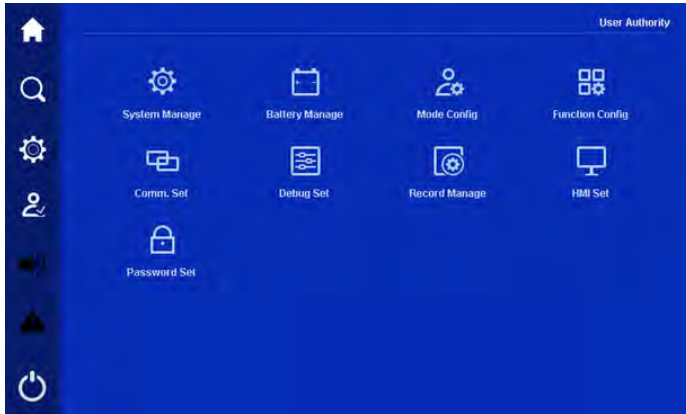 User Authority
System Manage
Battery Manage
Mode Config
Function Config
Comm. Set
Debug Set
Record Manage
HMI Set
Password Set